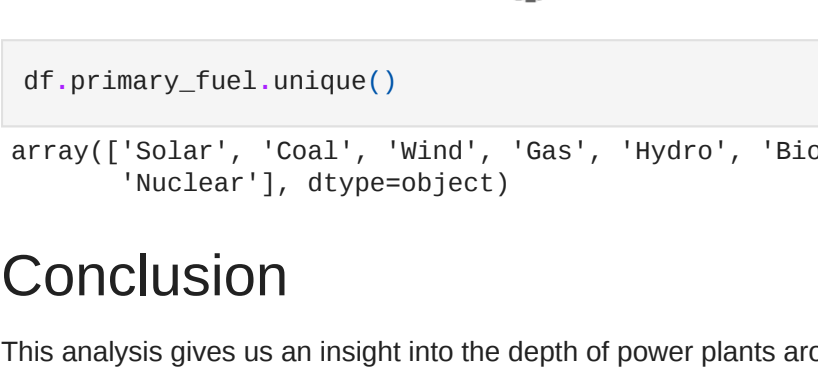 df.primary_fuel.unique()
array(['Solar', 'Coal', 'Wind', 'Gas', 'Hydro',
'Nuclear'], dtype=object)
Conclusion
This analysis gives us an insight into the depth of power plants